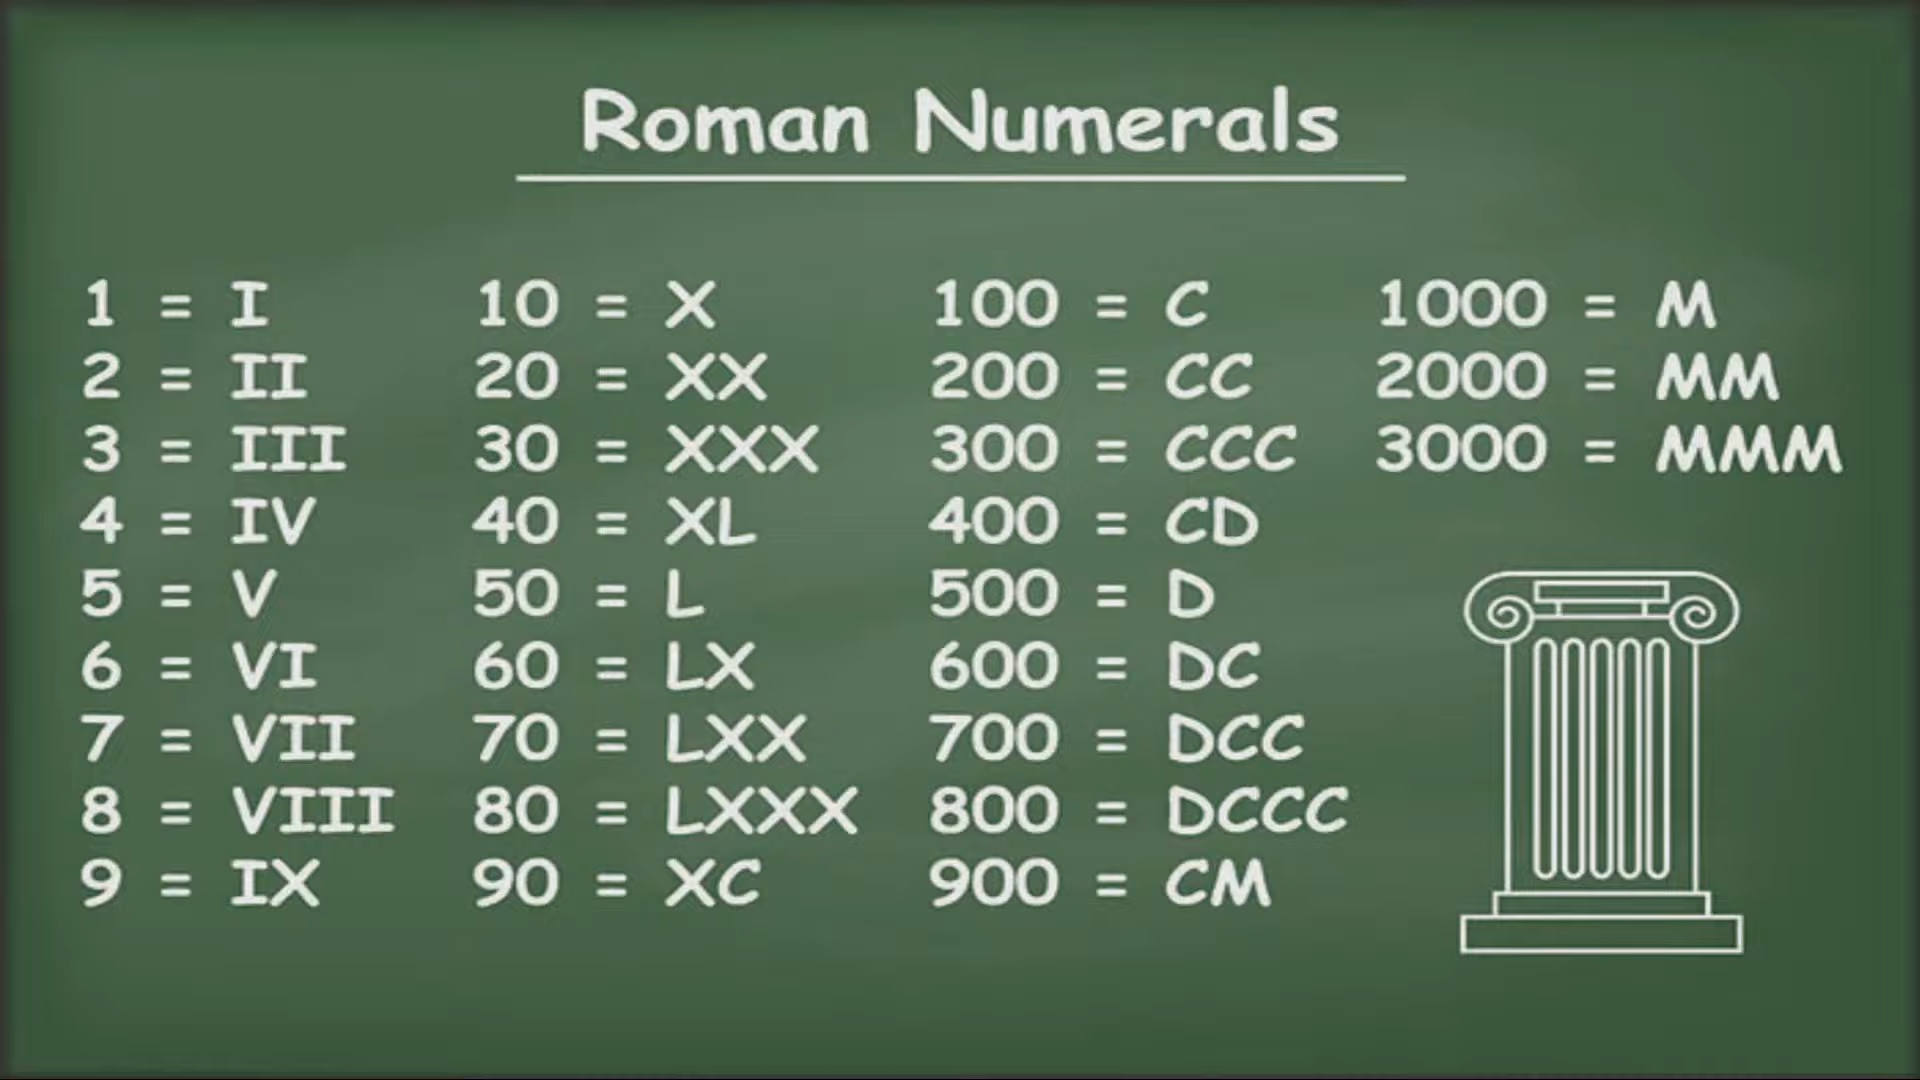 Roman Numerals
1 = I 10 = X 100 = C 1000 = M
2 = II 20 = XX 200 = CC 2000 = MM
3 = III 30 = XXX 300 = CCC 3000 = MMM
4 = IV 40 = XL 400 = CD
5 = V 50 = L 500 = D
6 = VI 60 = LX 600 = DC
7 = VII 70 = LXX 700 = DCC
8 = VIII 80 = LXXX 800 = DCCC
9 = IX 90 = XC 900 = CM